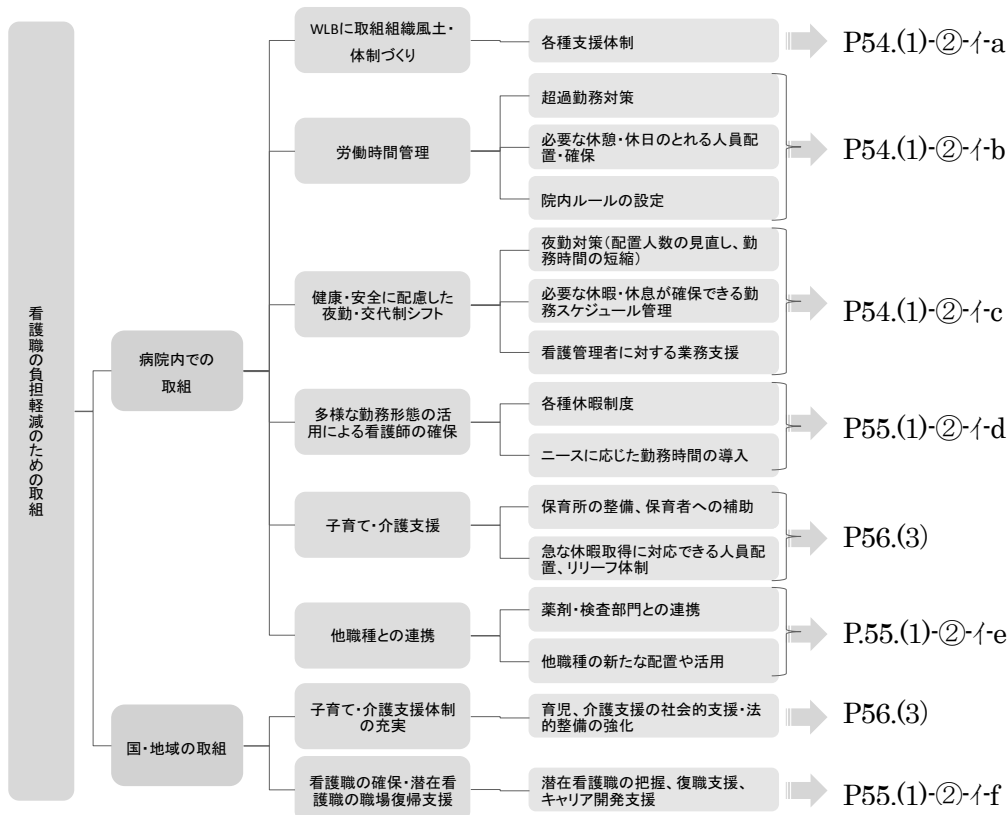 看護職の負担軽減のための取組
病院内での
取組
WLBに取組組織風土・
体制づくり
各種支援体制
P54.(1)-②-ｲ-a
労働時間管理
超過勤務対策
必要な休憩・休日のとれる人員配
置・確保
院内ルールの設定
P54.(1)-②-ｲ-b
健康・安全に配慮した
夜勤・交代制シフト
夜勤対策(配置人数の見直し、勤
務時間の短縮)
必要な休暇・休息が確保できる勤
務スケジュール管理
看護管理者に対する業務支援
P54.(1)-②-ｲ-c
多様な勤務形態の活
用による看護師の確保
各種休暇制度
ニースに応じた勤務時間の導入
P55.(1)-②-ｲ-d
子育て・介護支援
保育所の整備、保育者への補助
急な休暇取得に対応できる人員配
置、リリーフ体制
P56.(3)
他職種との連携
薬剤・検査部門との連携
他職種の新たな配置や活用
P.55.(1)-②-ｲ-e
国・地域の取組
子育て・介護支援体制
の充実
育児、介護支援の社会的支援・法
的整備の強化
P56.(3)
看護職の確保・潜在看
護職の職場復帰支援
潜在看護職の把握、復職支援、
キャリア開発支援
P55.(1)-②-ｲ-f